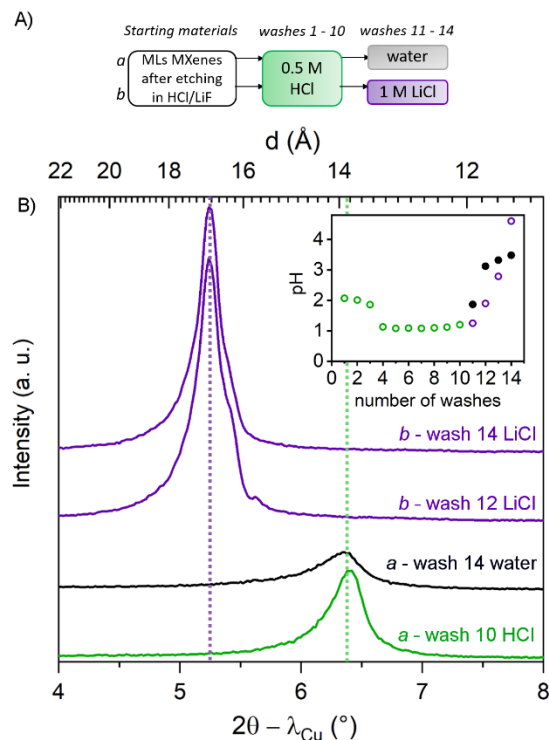 A)
Starting materials
washes 1 - 10
washes 11 - 14
a
b
MLs MXenes
after etching
in HCl/LiF
0.5 M
HCl
water
1 M LiCl
d (Å)
22 20 18 16 14 12
B)
Intensity (a. u.)
pH
4
3
2
1
0
0 2 4 6 8 10 12 14
number of washes
b - wash 14 LiCl
b - wash 12 LiCl
a - wash 14 water
a - wash 10 HCl
4 5 6 7 8
2θ – λCu (°)